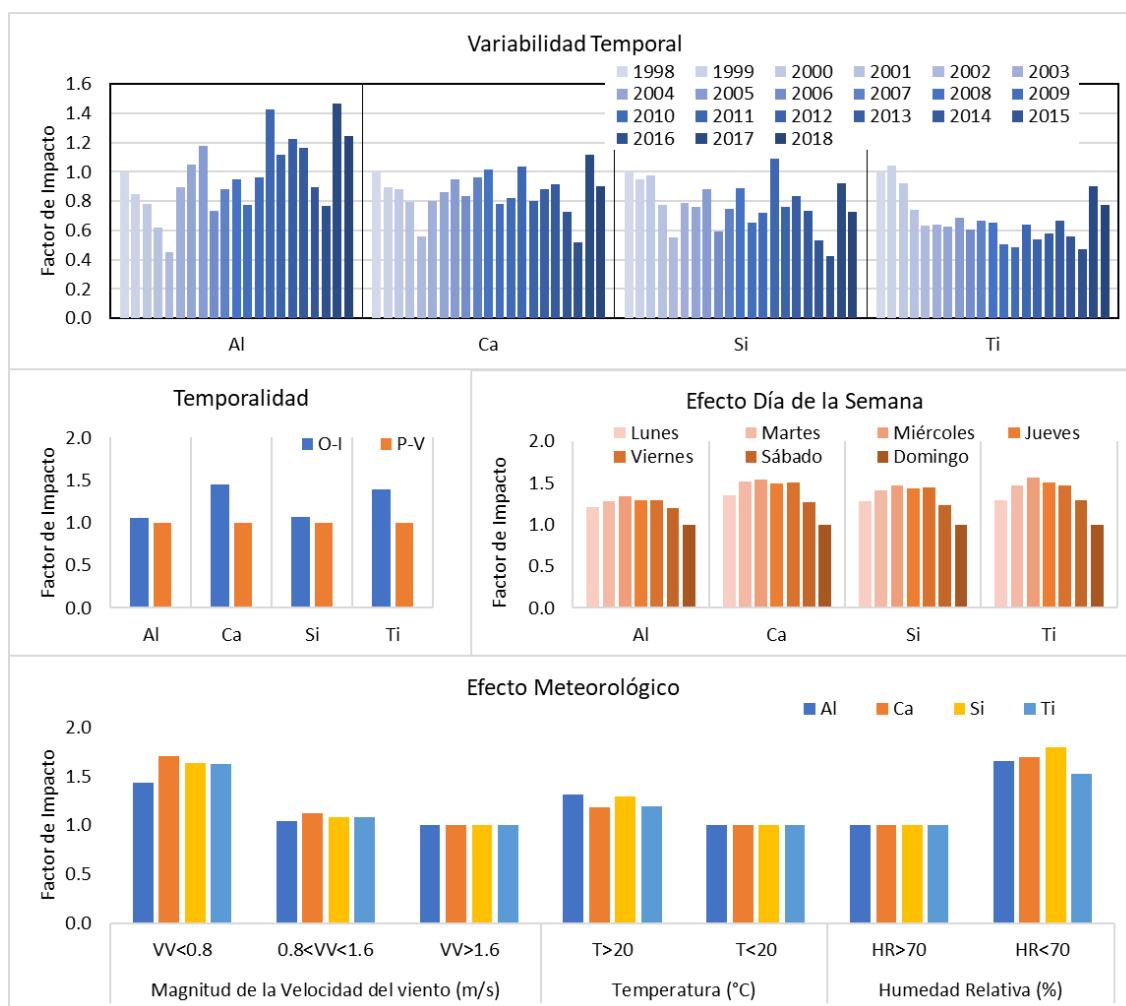 Variabilidad Temporal
Factor de Impacto
1.6
1.4
1.2
1.0
0.8
0.6
0.4
0.2
0.0
1998 1999 2000 2001 2002 2003
2004 2005 2006 2007 2008 2009
2010 2011 2012 2013 2014 2015
2016 2017 2018
Al Ca Si Ti
Temporalidad
Factor de Impacto
2.0
1.5
1.0
0.5
0.0
O-I P-V
Al Ca Si Ti
Efecto Día de la Semana
Factor de Impacto
2.0
1.5
1.0
0.5
0.0
Lunes Martes Miércoles Jueves
Viernes Sábado Domingo
Al Ca Si Ti
Efecto Meteorológico
Al Ca Si Ti
Factor de Impacto
2.0
1.5
1.0
0.5
0.0
VV<0.8 0.8<VV<1.6 VV>1.6 T>20 T<20 HR>70 HR<70
Magnitud de la Velocidad del viento (m/s) Temperatura (°C) Humedad Relativa (%)